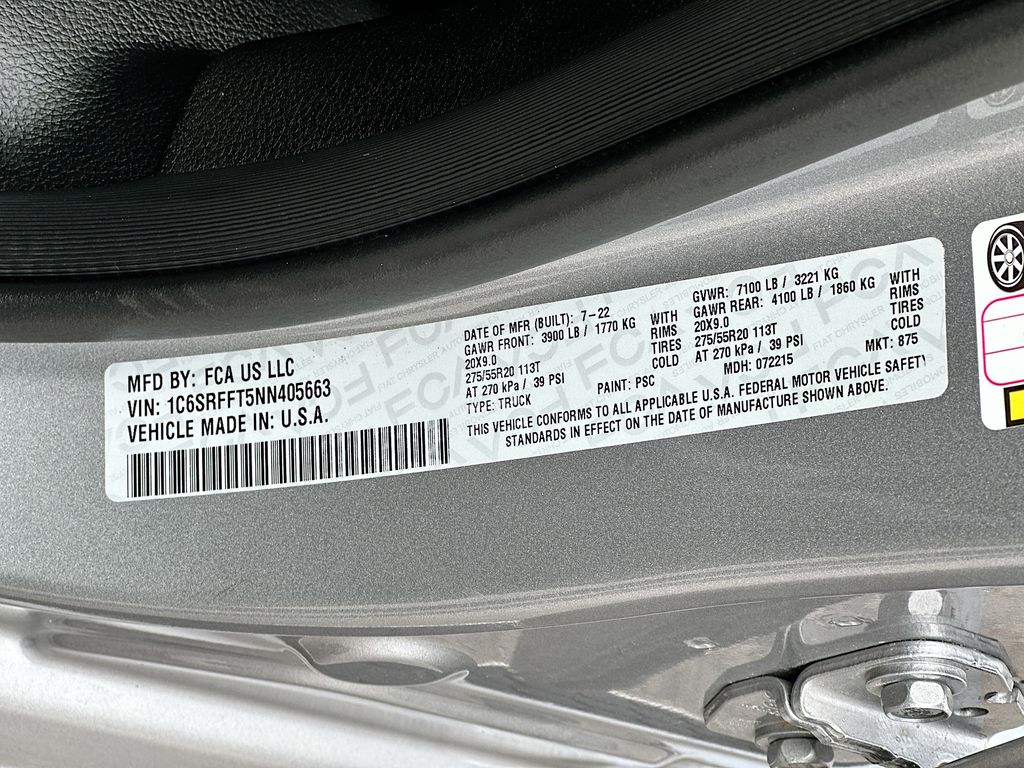 MFD BY: FCA US LLC
VIN: 1C6SRFFT5NN405663
VEHICLE MADE IN: U.S.A.
DATE OF MFR (BUILT): 7-22
GAWR FRONT: 3900 LB / 1770 KG WITH
20X9.0 RIMS
275/55R20 113T TIRES
AT 270 kPa / 39 PSI COLD
TYPE: TRUCK PAINT: PSC
GVWR: 7100 LB / 3221 KG
GAWR REAR: 4100 LB / 1860 KG WITH
20X9.0 RIMS
275/55R20 113T TIRES
AT 270 kPa / 39 PSI COLD
MDH: 072215 MKT: 875
THIS VEHICLE CONFORMS TO ALL APPLICABLE U.S.A. FEDERAL MOTOR VEHICLE SAFETY
STANDARDS IN EFFECT ON THE DATE OF MANUFACTURE SHOWN ABOVE.